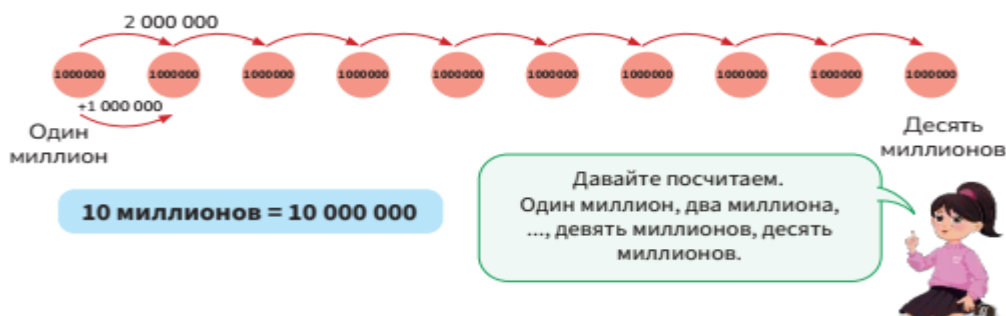 2 000 000
1000000 1000000 1000000 1000000 1000000 1000000 1000000 1000000 1000000 1000000
+1 000 000
Один
миллион
Десять
миллионов
10 миллионов = 10 000 000
Давайте посчитаем.
Один миллион, два миллиона,
..., девять миллионов, десять
миллионов.